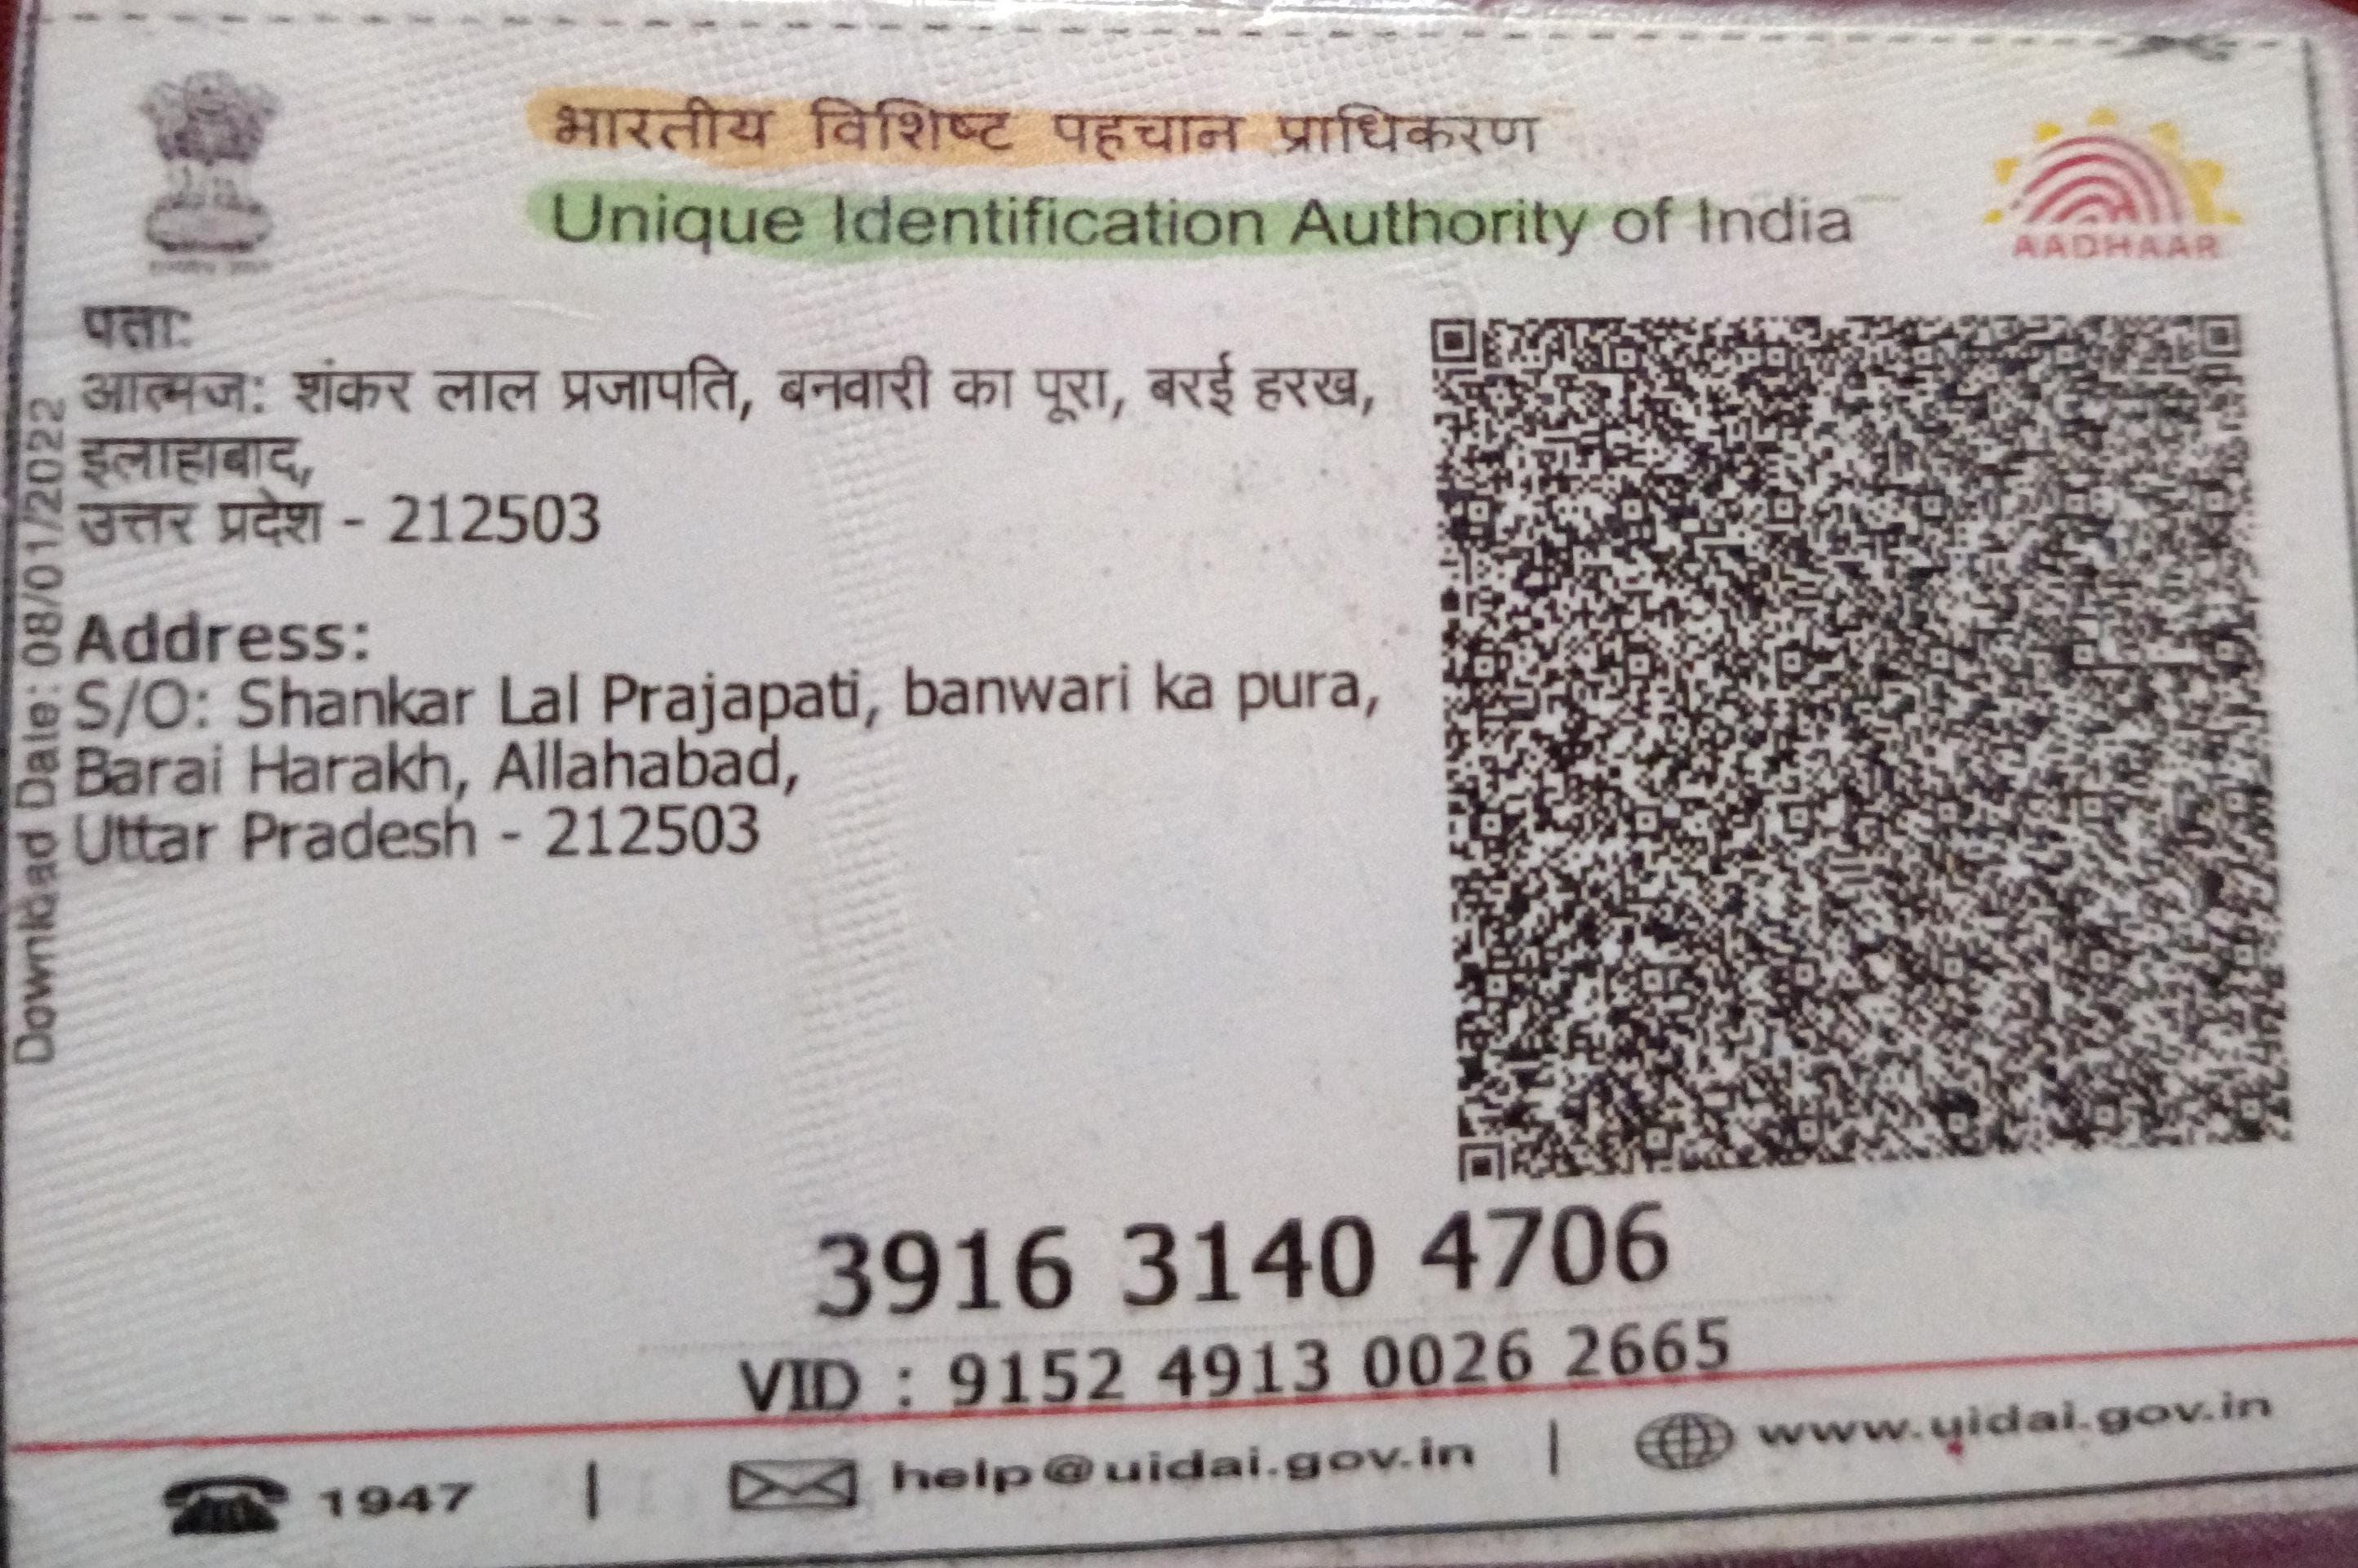 भारतीय विशिष्ट पहचान प्राधिकरण
Unique Identification Authority of India
AADHAAR
पता:
आत्मज: शंकर लाल प्रजापति, बनवारी का पूरा, बरई हरख,
इलाहाबाद,
उत्तर प्रदेश - 212503
Address:
S/O: Shankar Lal Prajapati, banwari ka pura,
Barai Harakh, Allahabad,
Uttar Pradesh - 212503
Download Date: 08/01/2022
3916 3140 4706
VID : 9152 4913 0026 2665
1947 | help@uidai.gov.in | www.uidai.gov.in